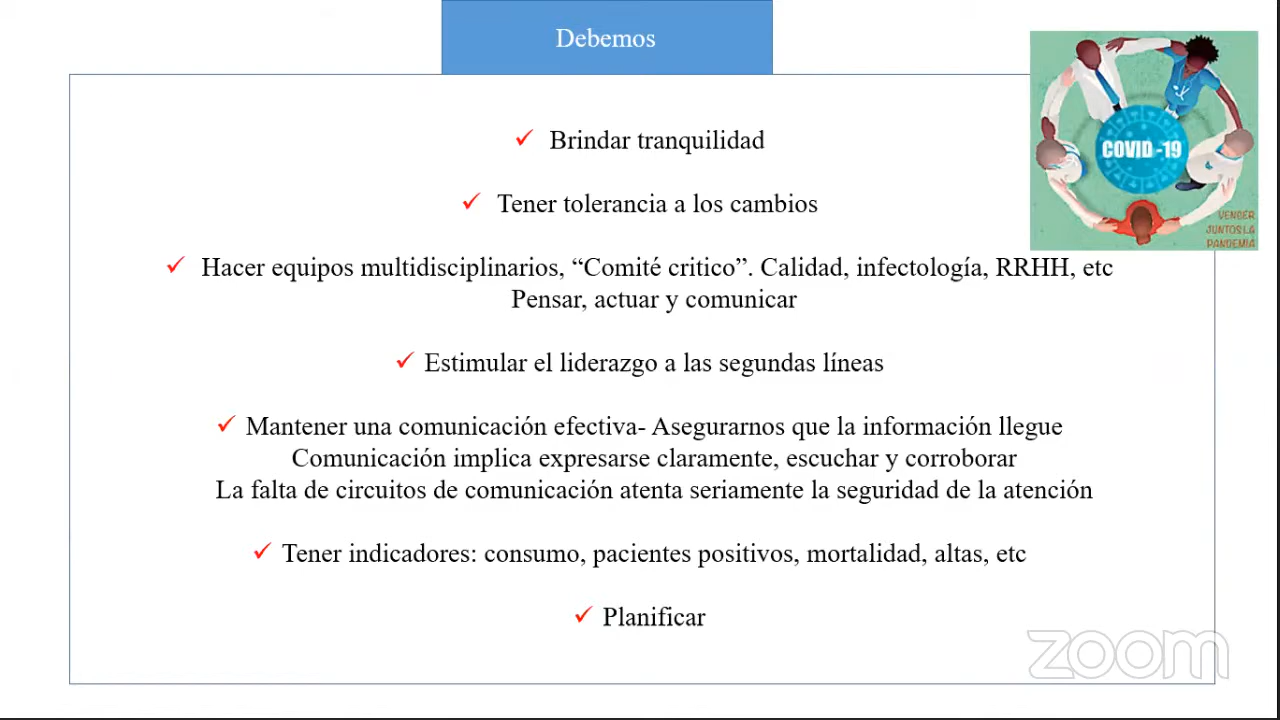 Debemos
✓ Brindar tranquilidad
✓ Tener tolerancia a los cambios
✓ Hacer equipos multidisciplinarios, “Comité critico”. Calidad, infectología, RRHH, etc
Pensar, actuar y comunicar
✓ Estimular el liderazgo a las segundas líneas
✓ Mantener una comunicación efectiva- Asegurarnos que la información llegue
Comunicación implica expresarse claramente, escuchar y corroborar
La falta de circuitos de comunicación atenta seriamente la seguridad de la atención
✓ Tener indicadores: consumo, pacientes positivos, mortalidad, altas, etc
✓ Planificar
COVID -19
VENCER
JUNTOS LA
PANDEMIA
zoom